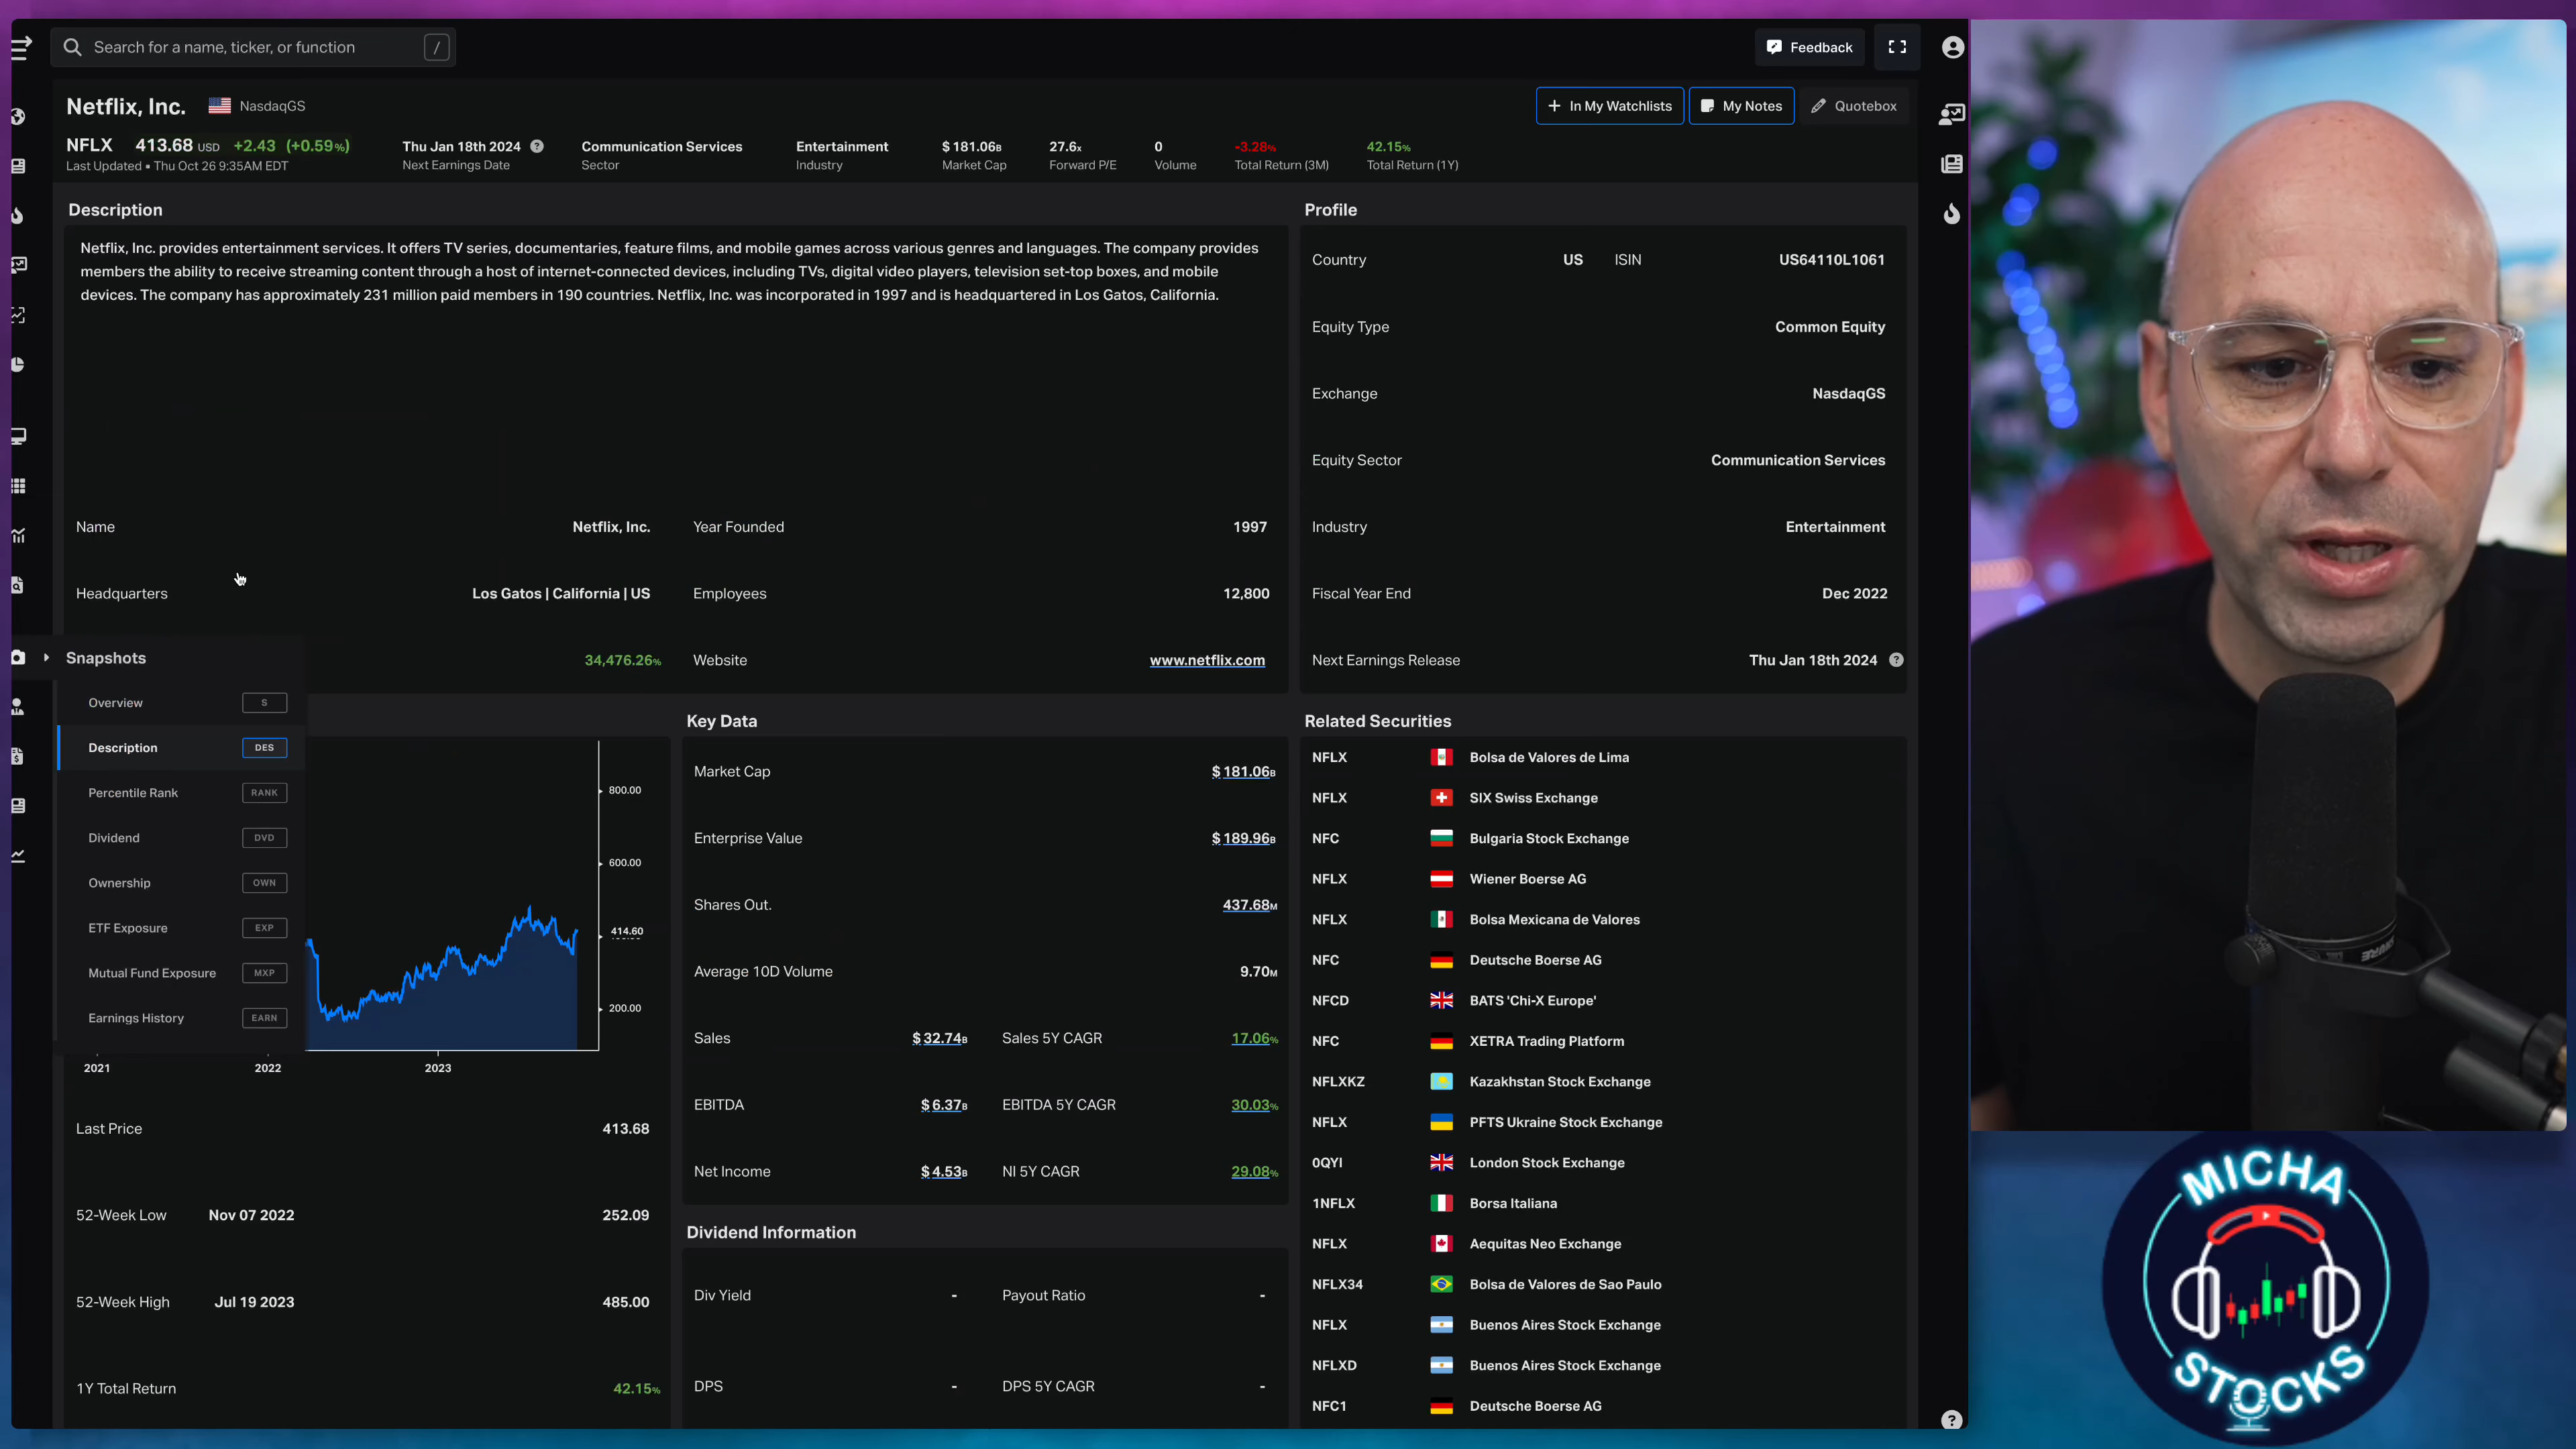 Search for a name, ticker, or function /
Feedback
Netflix, Inc. NasdaqGS
In My Watchlists
My Notes
Quotebox
NFLX 413.68 USD +2.43 (+0.59%)
Last Updated • Thu Oct 26 9:35AM EDT
Thu Jan 18th 2024 ?
Next Earnings Date
Communication Services
Sector
Entertainment
Industry
$ 181.06B
Market Cap
27.6x
Forward P/E
0
Volume
-3.28%
Total Return (3M)
42.15%
Total Return (1Y)
Description
Netflix, Inc. provides entertainment services. It offers TV series, documentaries, feature films, and mobile games across various genres and languages. The company provides
members the ability to receive streaming content through a host of internet-connected devices, including TVs, digital video players, television set-top boxes, and mobile
devices. The company has approximately 231 million paid members in 190 countries. Netflix, Inc. was incorporated in 1997 and is headquartered in Los Gatos, California.
Name Netflix, Inc. Year Founded 1997
Headquarters Los Gatos | California | US Employees 12,800
34,476.26% Website www.netflix.com
Profile
Country US ISIN US64110L1061
Equity Type Common Equity
Exchange NasdaqGS
Equity Sector Communication Services
Industry Entertainment
Fiscal Year End Dec 2022
Next Earnings Release Thu Jan 18th 2024 ?
Snapshots
Overview S
Description DES
Percentile Rank RANK
Dividend DVD
Ownership OWN
ETF Exposure EXP
Mutual Fund Exposure MXP
Earnings History EARN
800.00
600.00
414.60
200.00
2021 2022 2023
Last Price 413.68
52-Week Low Nov 07 2022 252.09
52-Week High Jul 19 2023 485.00
1Y Total Return 42.15%
Key Data
Market Cap $ 181.06B
Enterprise Value $ 189.96B
Shares Out. 437.68M
Average 10D Volume 9.70M
Sales $ 32.74B Sales 5Y CAGR 17.06%
EBITDA $ 6.37B EBITDA 5Y CAGR 30.03%
Net Income $ 4.53B NI 5Y CAGR 29.08%
Dividend Information
Div Yield - Payout Ratio -
DPS - DPS 5Y CAGR -
Related Securities
NFLX Bolsa de Valores de Lima
NFLX SIX Swiss Exchange
NFC Bulgaria Stock Exchange
NFLX Wiener Boerse AG
NFLX Bolsa Mexicana de Valores
NFC Deutsche Boerse AG
NFCD BATS 'Chi-X Europe'
NFC XETRA Trading Platform
NFLXKZ Kazakhstan Stock Exchange
NFLX PFTS Ukraine Stock Exchange
0QYI London Stock Exchange
1NFLX Borsa Italiana
NFLX Aequitas Neo Exchange
NFLX34 Bolsa de Valores de Sao Paulo
NFLX Buenos Aires Stock Exchange
NFLXD Buenos Aires Stock Exchange
NFC1 Deutsche Boerse AG
?
SHURE
MICHA
STOCKS